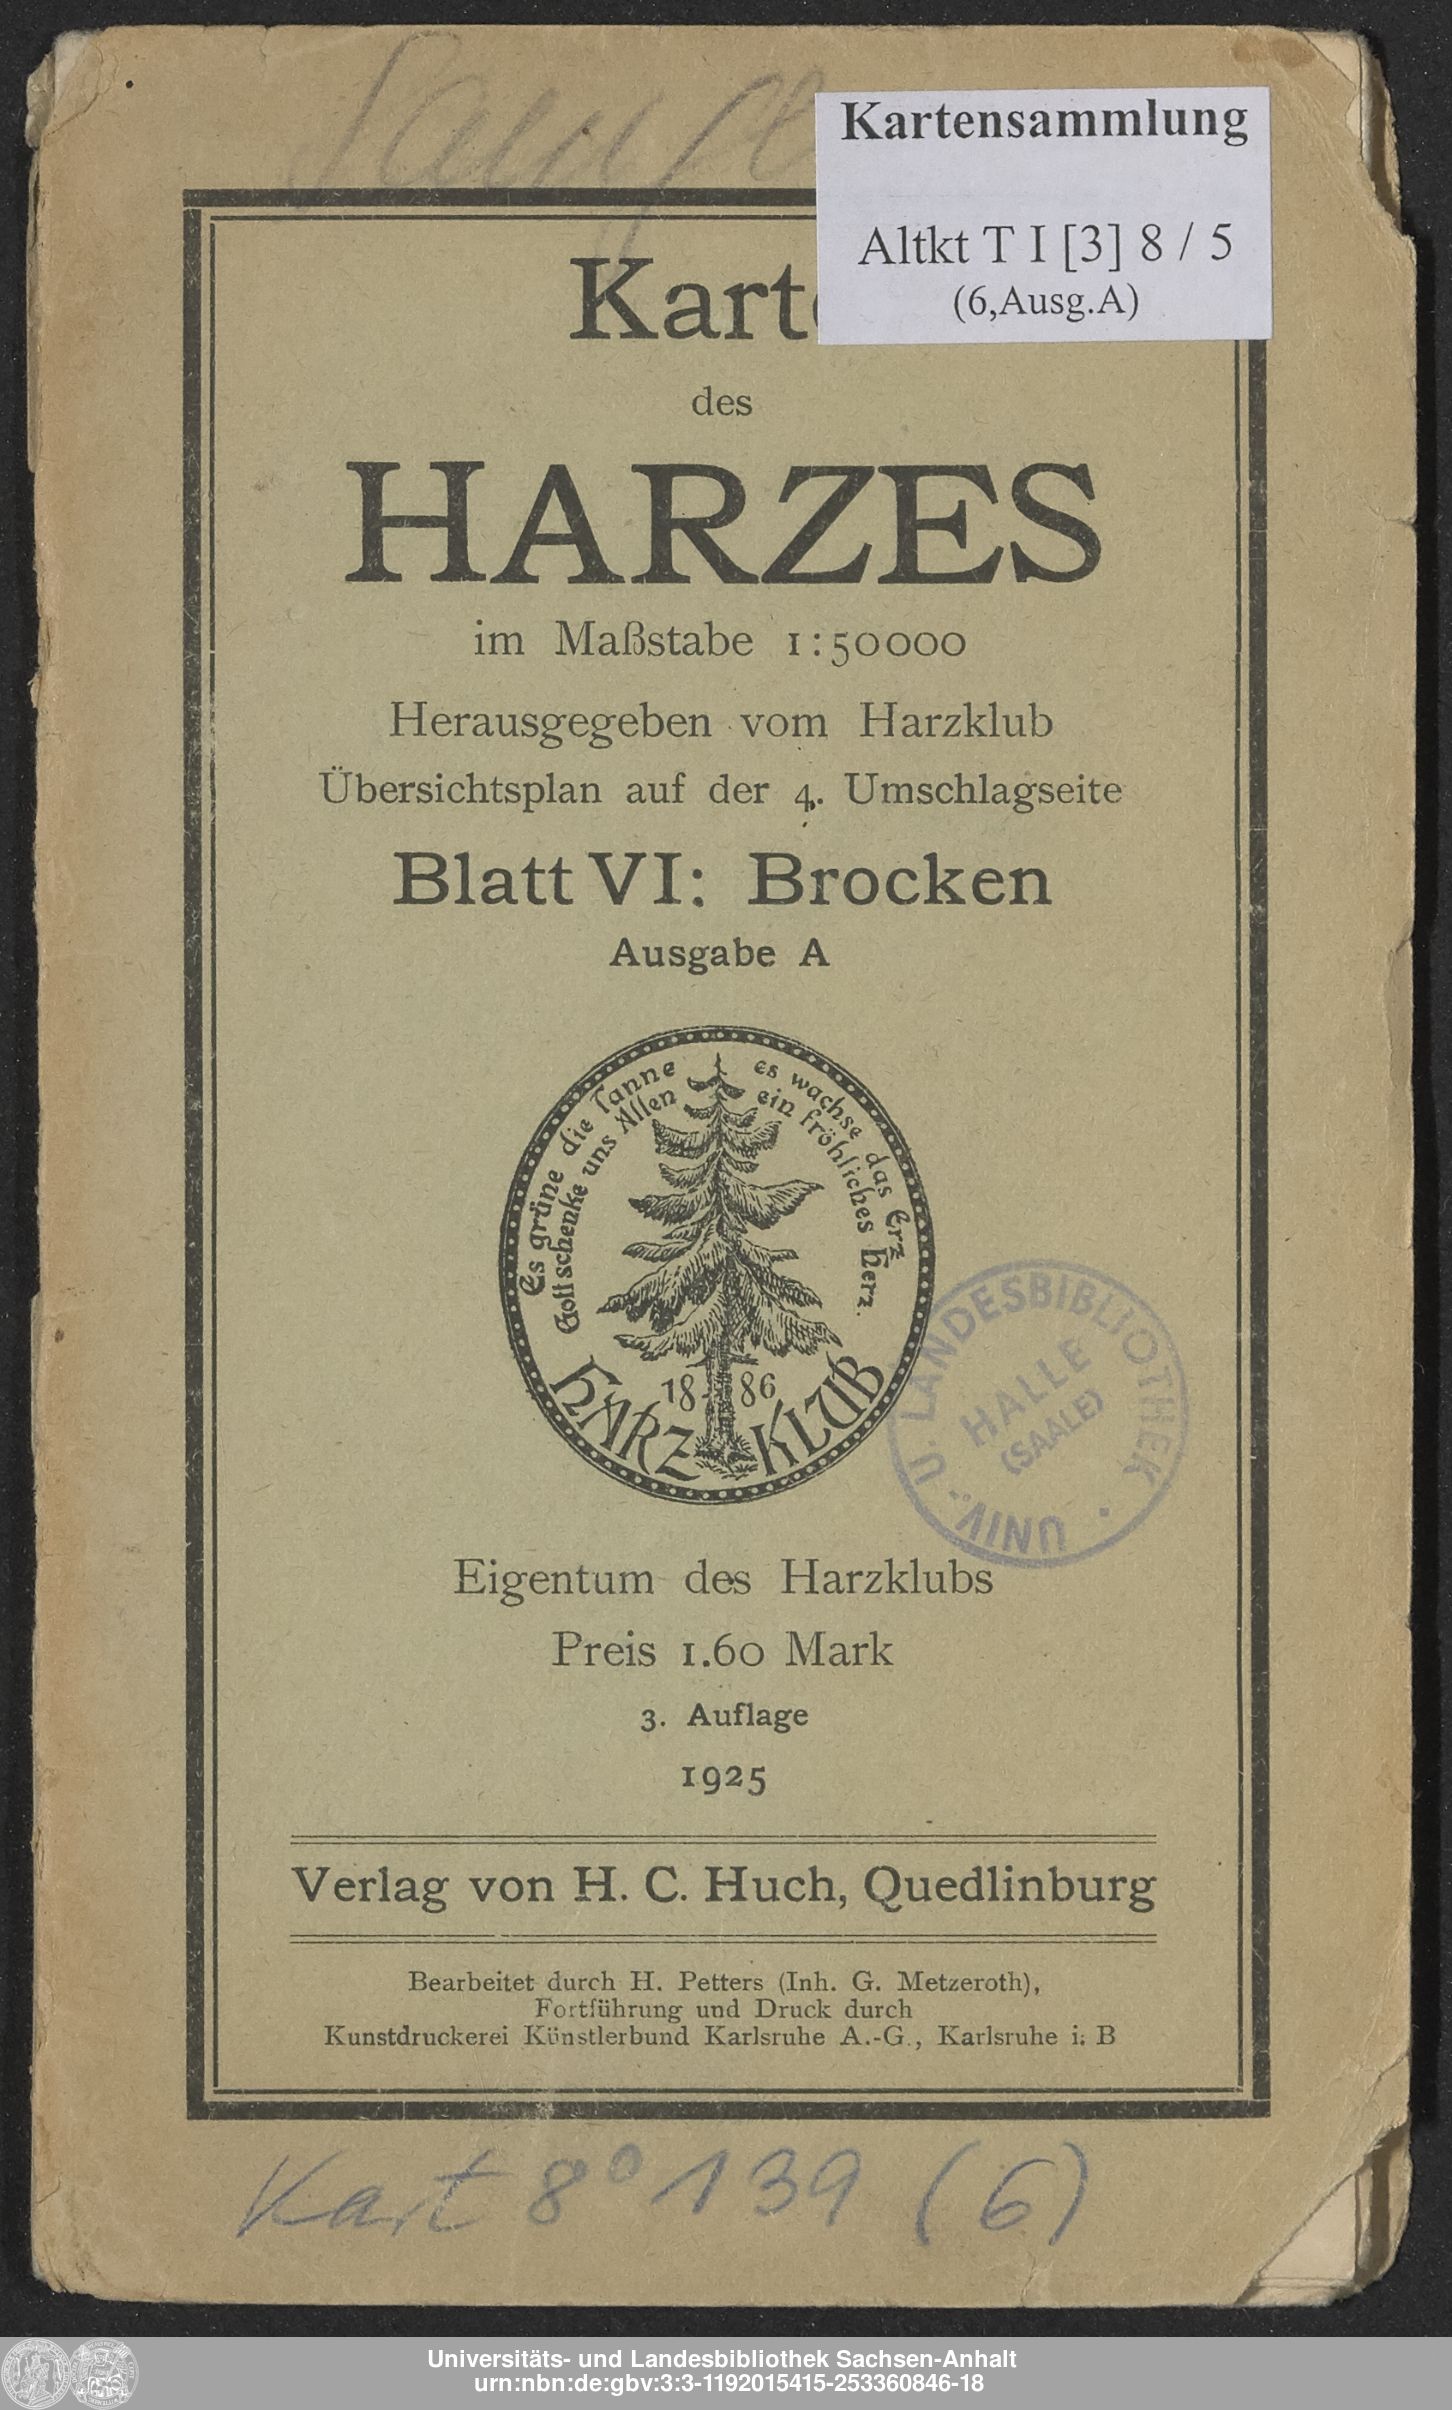 Kartensammlung
Altkt T I [3] 8 / 5
(6,Ausg.A)
Kart
des
HARZES
im Maßstabe 1:50000
Herausgegeben vom Harzklub
Übersichtsplan auf der 4. Umschlagseite
Blatt VI: Brocken
Ausgabe A
Es grüne die Tanne es wachse das Erz
Gott schenke uns Allen ein fröhliches Herz.
18 86
HARZ KLUB
UNIV.- U. LANDESBIBLIOTHEK
HALLE
(SAALE)
Eigentum des Harzklubs
Preis 1.60 Mark
3. Auflage
1925
Verlag von H. C. Huch, Quedlinburg
Bearbeitet durch H. Petters (Inh. G. Metzeroth),
Fortführung und Druck durch
Kunstdruckerei Künstlerbund Karlsruhe A.-G., Karlsruhe i. B
Kart 8° 139 (6)
Universitäts- und Landesbibliothek Sachsen-Anhalt
urn:nbn:de:gbv:3:3-1192015415-253360846-18